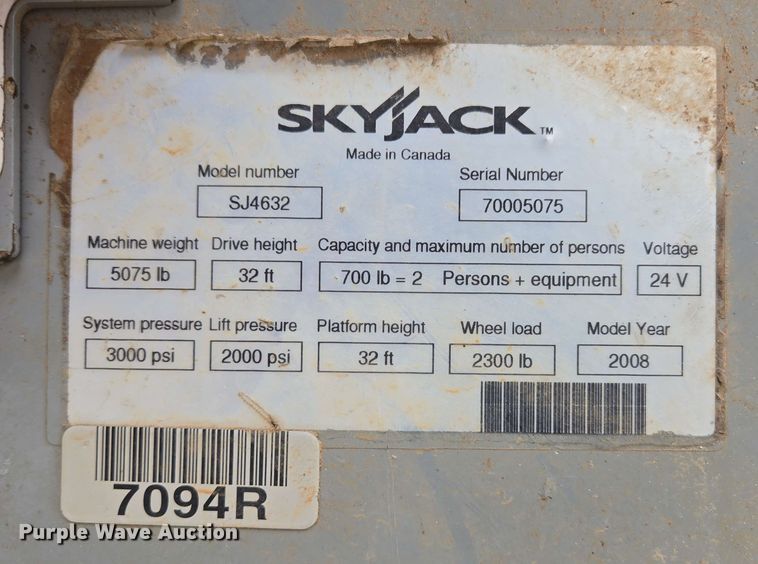 SKYJACK™
Made in Canada
Model number Serial Number
SJ4632 70005075
Machine weight Drive height Capacity and maximum number of persons Voltage
5075 lb 32 ft 700 lb = 2 Persons + equipment 24 V
System pressure Lift pressure Platform height Wheel load Model Year
3000 psi 2000 psi 32 ft 2300 lb 2008
7094R
Purple Wave Auction